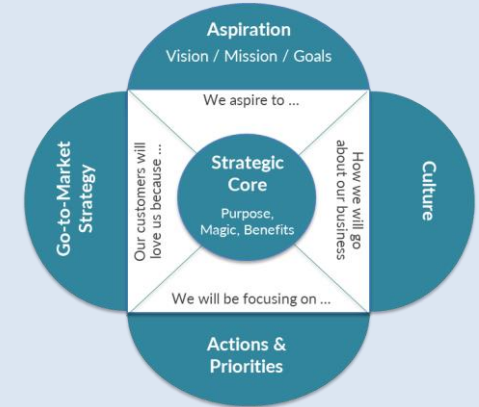 Aspiration
Vision / Mission / Goals
We aspire to ...
Go-to-Market
Strategy
Our customers will
love us because ...
Strategic
Core
Purpose,
Magic, Benefits
How we will go
about our business
Culture
We will be focusing on ...
Actions &
Priorities